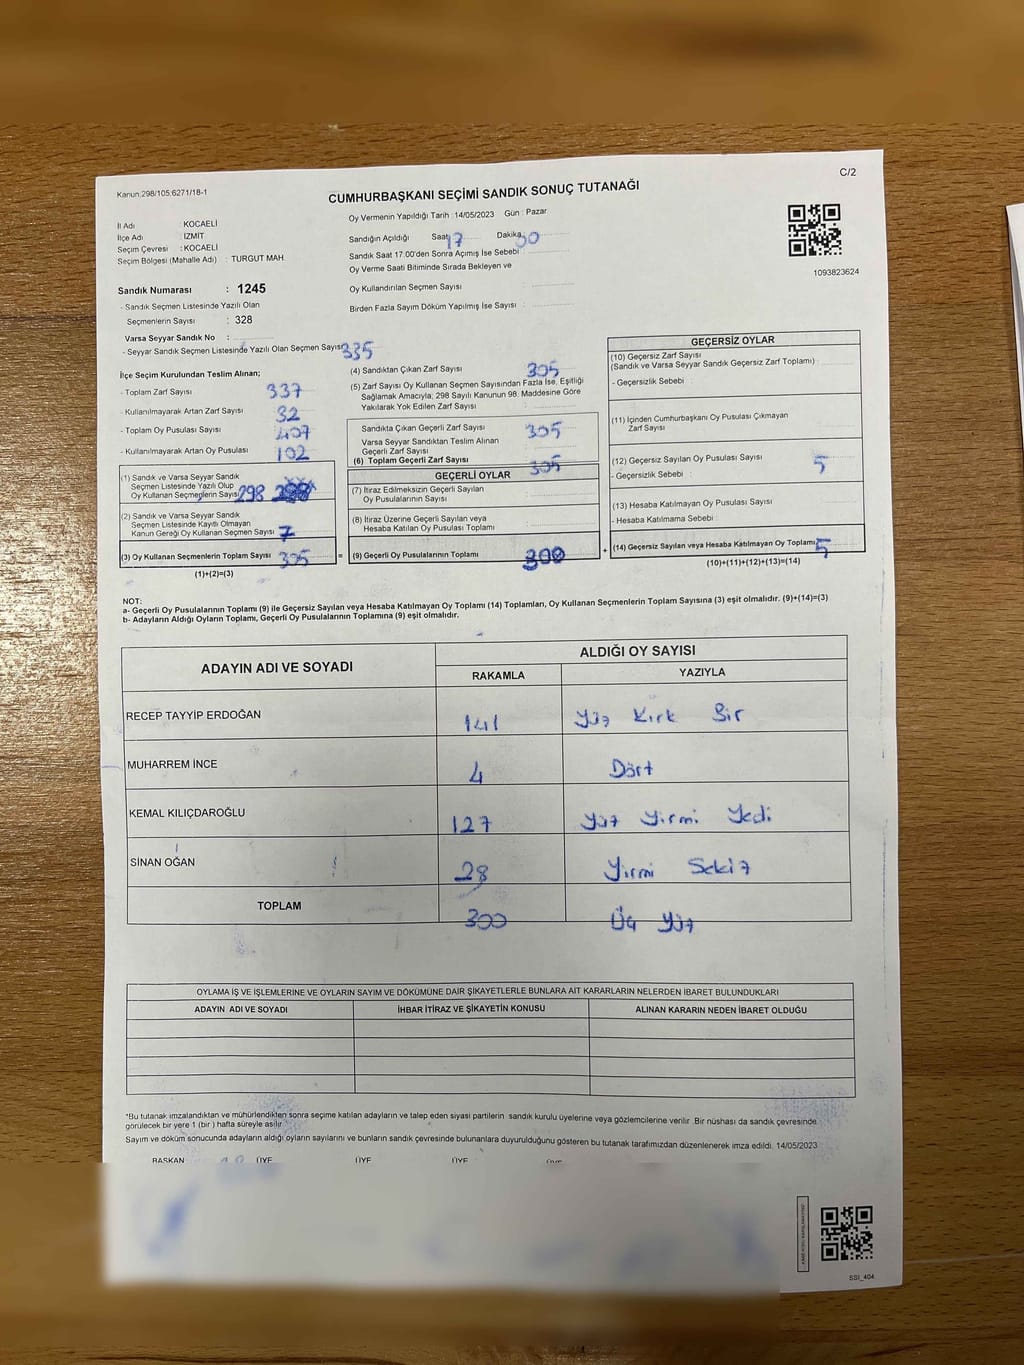 Kanun:298/105;6271/18-1
C/2
CUMHURBAŞKANI SEÇİMİ SANDIK SONUÇ TUTANAĞI
İl Adı : KOCAELİ
İlçe Adı : İZMİT
Seçim Çevresi : KOCAELİ
Seçim Bölgesi (Mahalle Adı) : TURGUT MAH.
Oy Vermenin Yapıldığı Tarih : 14/05/2023 Gün : Pazar
Sandığın Açıldığı Saat: 17 Dakika: 30
Sandık Saat 17:00'den Sonra Açımış İse Sebebi :
Oy Verme Saati Bitiminde Sırada Bekleyen ve
Oy Kullandırılan Seçmen Sayısı :
Birden Fazla Sayım Döküm Yapılmış İse Sayısı :
1093823624
Sandık Numarası : 1245
- Sandık Seçmen Listesinde Yazılı Olan
Seçmenlerin Sayısı : 328
Varsa Seyyar Sandık No :
- Seyyar Sandık Seçmen Listesinde Yazılı Olan Seçmen Sayısı: 335
İlçe Seçim Kurulundan Teslim Alınan;
- Toplam Zarf Sayısı : 337
- Kullanılmayarak Artan Zarf Sayısı : 32
- Toplam Oy Pusulası Sayısı : 407
- Kullanılmayarak Artan Oy Pusulası : 102
(1) Sandık ve Varsa Seyyar Sandık
Seçmen Listesinde Yazılı Olup
Oy Kullanan Seçmenlerin Sayısı 298
(2) Sandık ve Varsa Seyyar Sandık
Seçmen Listesinde Kayıtlı Olmayan
Kanun Gereği Oy Kullanan Seçmen Sayısı : 7
(3) Oy Kullanan Seçmenlerin Toplam Sayısı 305
(1)+(2)=(3)
(4) Sandıktan Çıkan Zarf Sayısı : 305
(5) Zarf Sayısı Oy Kullanan Seçmen Sayısından Fazla İse, Eşitliği
Sağlamak Amacıyla; 298 Sayılı Kanunun 98. Maddesine Göre
Yakılarak Yok Edilen Zarf Sayısı :
Sandıkta Çıkan Geçerli Zarf Sayısı : 305
Varsa Seyyar Sandıktan Teslim Alınan
Geçerli Zarf Sayısı :
(6) Toplam Geçerli Zarf Sayısı : 305
GEÇERLİ OYLAR
(7) İtiraz Edilmeksizin Geçerli Sayılan
Oy Pusulalarının Sayısı :
(8) İtiraz Üzerine Geçerli Sayılan veya
Hesaba Katılan Oy Pusulası Toplamı :
= (9) Geçerli Oy Pusulalarının Toplamı 300
GEÇERSİZ OYLAR
(10) Geçersiz Zarf Sayısı
(Sandık ve Varsa Seyyar Sandık Geçersiz Zarf Toplamı) :
- Geçersizlik Sebebi :
(11) İçinden Cumhurbaşkanı Oy Pusulası Çıkmayan
Zarf Sayısı :
(12) Geçersiz Sayılan Oy Pusulası Sayısı : 5
- Geçersizlik Sebebi :
(13) Hesaba Katılmayan Oy Pusulası Sayısı :
- Hesaba Katılmama Sebebi :
+ (14) Geçersiz Sayılan veya Hesaba Katılmayan Oy Toplamı: 5
(10)+(11)+(12)+(13)=(14)
NOT:
a- Geçerli Oy Pusulalarının Toplamı (9) ile Geçersiz Sayılan veya Hesaba Katılmayan Oy Toplamı (14) Toplamları, Oy Kullanan Seçmenlerin Toplam Sayısına (3) eşit olmalıdır. (9)+(14)=(3)
b- Adayların Aldığı Oyların Toplamı, Geçerli Oy Pusulalarının Toplamına (9) eşit olmalıdır.
ADAYIN ADI VE SOYADI ALDIĞI OY SAYISI
RAKAMLA YAZIYLA
RECEP TAYYİP ERDOĞAN 141 Yüz Kırk Bir
MUHARREM İNCE 4 Dört
KEMAL KILIÇDAROĞLU 127 Yüz Yirmi Yedi
SİNAN OĞAN 28 Yirmi Sekiz
TOPLAM 300 Üç Yüz
OYLAMA İŞ VE İŞLEMLERİNE VE OYLARIN SAYIM VE DÖKÜMÜNE DAİR ŞİKAYETLERLE BUNLARA AİT KARARLARIN NELERDEN İBARET BULUNDUKLARI
ADAYIN ADI VE SOYADI İHBAR İTİRAZ VE ŞİKAYETİN KONUSU ALINAN KARARIN NEDEN İBARET OLDUĞU
*Bu tutanak imzalandıktan ve mühürlendikten sonra seçime katılan adayların ve talep eden siyasi partilerin sandık kurulu üyelerine veya gözlemcilerine verilir .Bir nüshası da sandık çevresinde
görülecek bir yere 1 (bir ) hafta süreyle asılır
Sayım ve döküm sonucunda adayların aldığı oyların sayılarını ve bunların sandık çevresinde bulunanlara duyurulduğunu gösteren bu tutanak tarafımızdan düzenlenerek imza edildi. 14/05/2023
BAŞKAN ÜYE ÜYE ÜYE ÜYE
SSI_404